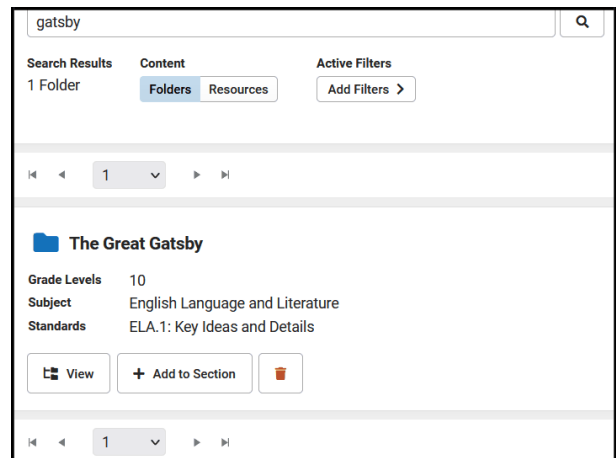 gatsby
Search Results Content Active Filters
1 Folder Folders Resources Add Filters
1
The Great Gatsby
Grade Levels 10
Subject English Language and Literature
Standards ELA.1: Key Ideas and Details
View + Add to Section
1